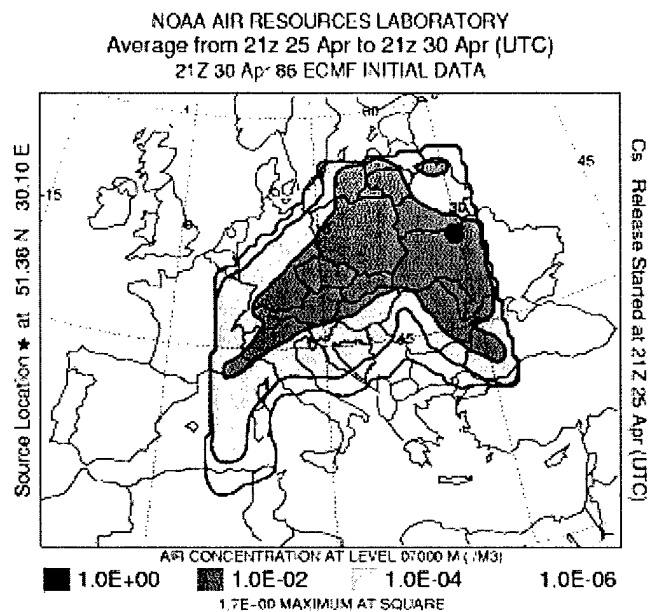 NOAA AIR RESOURCES LABORATORY
Average from 21z 25 Apr to 21z 30 Apr (UTC)
21Z 30 Apr 86 ECMF INITIAL DATA
Source Location ★ at 51.38 N 30.10 E
-15
60
45
30
45
Cs Release Started at 21Z 25 Apr (UTC)
AIR CONCENTRATION AT LEVEL 07000 M ( /M3)
1.0E+00 1.0E-02 1.0E-04 1.0E-06
1.7E-00 MAXIMUM AT SQUARE